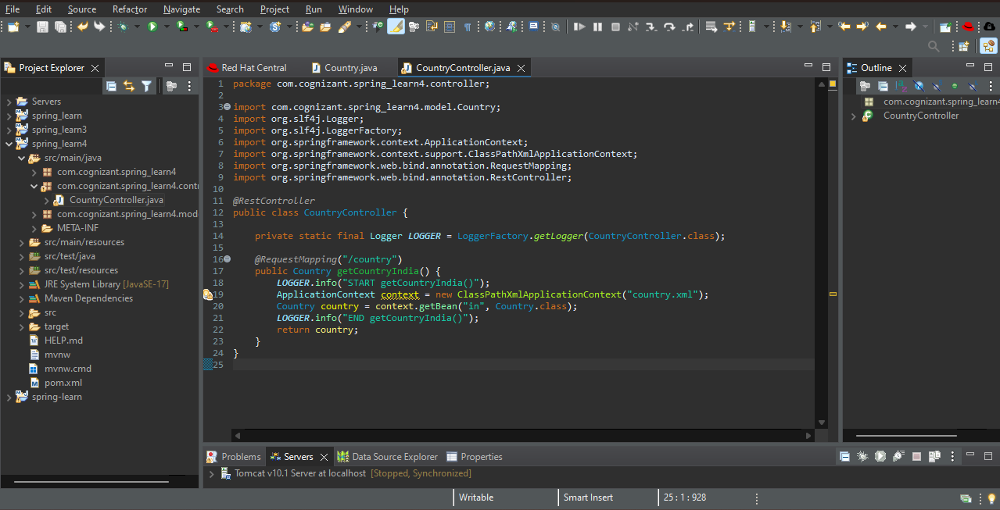 File Edit Source Refactor Navigate Search Project Run Window Help
Project Explorer
Servers
spring_learn
spring_learn3
spring_learn4
src/main/java
com.cognizant.spring_learn4
com.cognizant.spring_learn4.contr
CountryController.java
com.cognizant.spring_learn4.mod
META-INF
src/main/resources
src/test/java
src/test/resources
JRE System Library [JavaSE-17]
Maven Dependencies
src
target
HELP.md
mvnw
mvnw.cmd
pom.xml
spring-learn
Red Hat Central Country.java CountryController.java
1 package com.cognizant.spring_learn4.controller;
2
3 import com.cognizant.spring_learn4.model.Country;
4 import org.slf4j.Logger;
5 import org.slf4j.LoggerFactory;
6 import org.springframework.context.ApplicationContext;
7 import org.springframework.context.support.ClassPathXmlApplicationContext;
8 import org.springframework.web.bind.annotation.RequestMapping;
9 import org.springframework.web.bind.annotation.RestController;
10
11 @RestController
12 public class CountryController {
13
14 private static final Logger LOGGER = LoggerFactory.getLogger(CountryController.class);
15
16 @RequestMapping("/country")
17 public Country getCountryIndia() {
18 LOGGER.info("START getCountryIndia()");
19 ApplicationContext context = new ClassPathXmlApplicationContext("country.xml");
20 Country country = context.getBean("in", Country.class);
21 LOGGER.info("END getCountryIndia()");
22 return country;
23 }
24 }
25
Outline
com.cognizant.spring_learn4
CountryController
Problems Servers Data Source Explorer Properties
Tomcat v10.1 Server at localhost [Stopped, Synchronized]
Writable Smart Insert 25 : 1 : 928